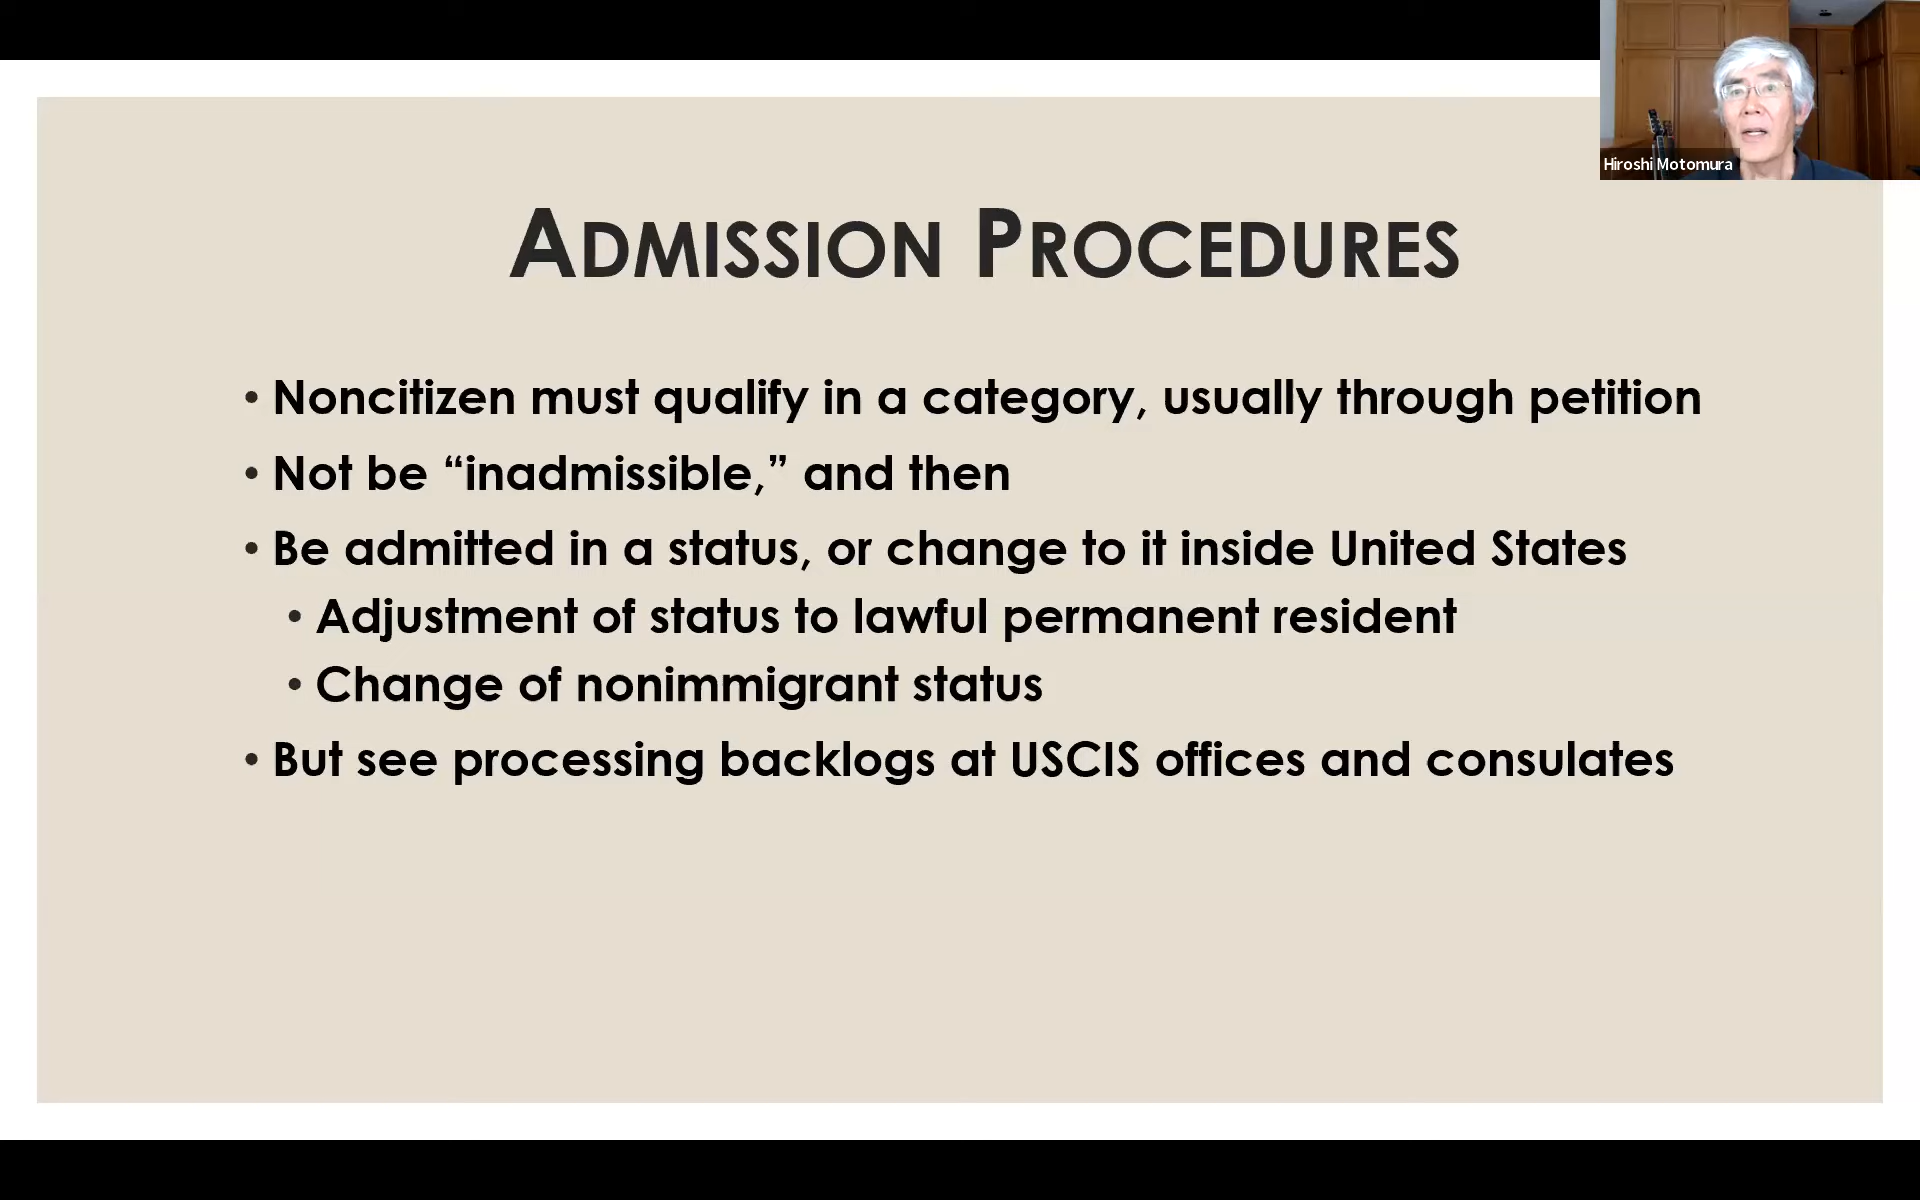 Hiroshi Motomura
ADMISSION PROCEDURES
• Noncitizen must qualify in a category, usually through petition
• Not be “inadmissible,” and then
• Be admitted in a status, or change to it inside United States
• Adjustment of status to lawful permanent resident
• Change of nonimmigrant status
• But see processing backlogs at USCIS offices and consulates